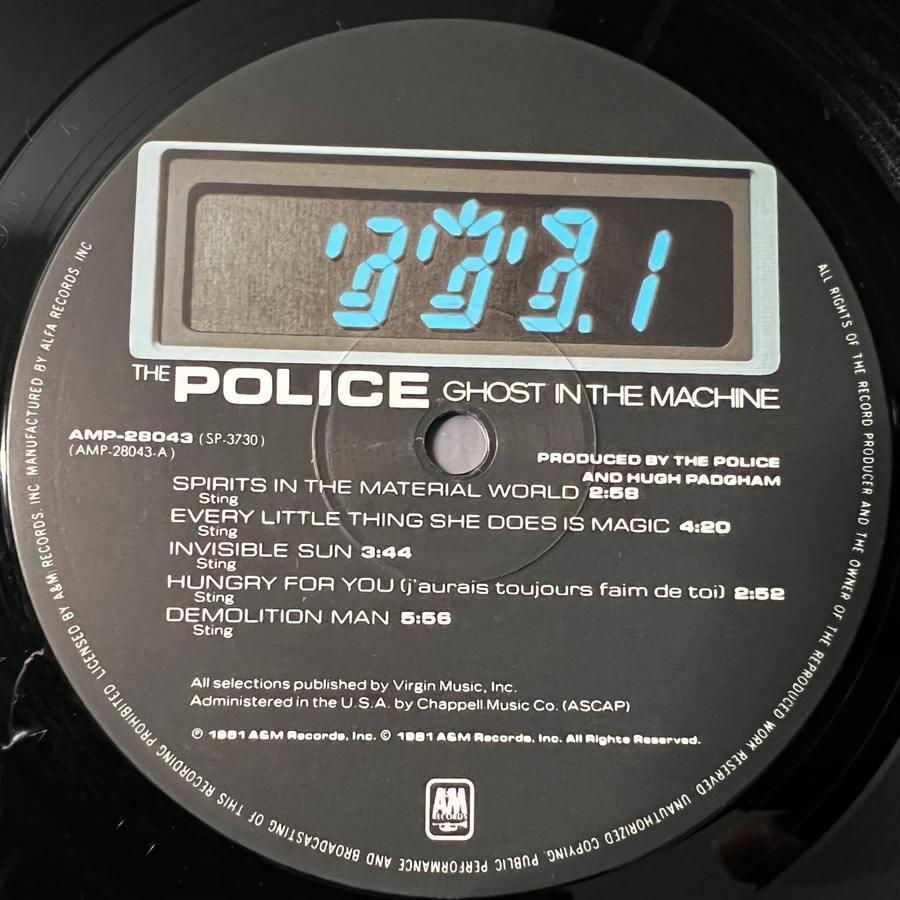 .1
THE POLICE GHOST IN THE MACHINE
AMP-28043 (SP-3730)
(AMP-28043-A)
PRODUCED BY THE POLICE
AND HUGH PADGHAM
SPIRITS IN THE MATERIAL WORLD 2:58
Sting
EVERY LITTLE THING SHE DOES IS MAGIC 4:20
Sting
INVISIBLE SUN 3:44
Sting
HUNGRY FOR YOU (j'aurais toujours faim de toi) 2:52
Sting
DEMOLITION MAN 5:56
Sting
All selections published by Virgin Music, Inc.
Administered in the U.S.A. by Chappell Music Co. (ASCAP)
℗ 1981 A&M Records, Inc. © 1981 A&M Records, Inc. All Rights Reserved.
A&M
RECORDS
ALL RIGHTS OF THE RECORD PRODUCER AND THE OWNER OF THE REPRODUCED WORK RESERVED UNAUTHORIZED COPYING. PUBLIC PERFORMANCE AND BROADCASTING OF THIS RECORDING PROHIBITED LICENSED BY A&M RECORDS. INC MANUFACTURED BY ALFA RECORDS. INC